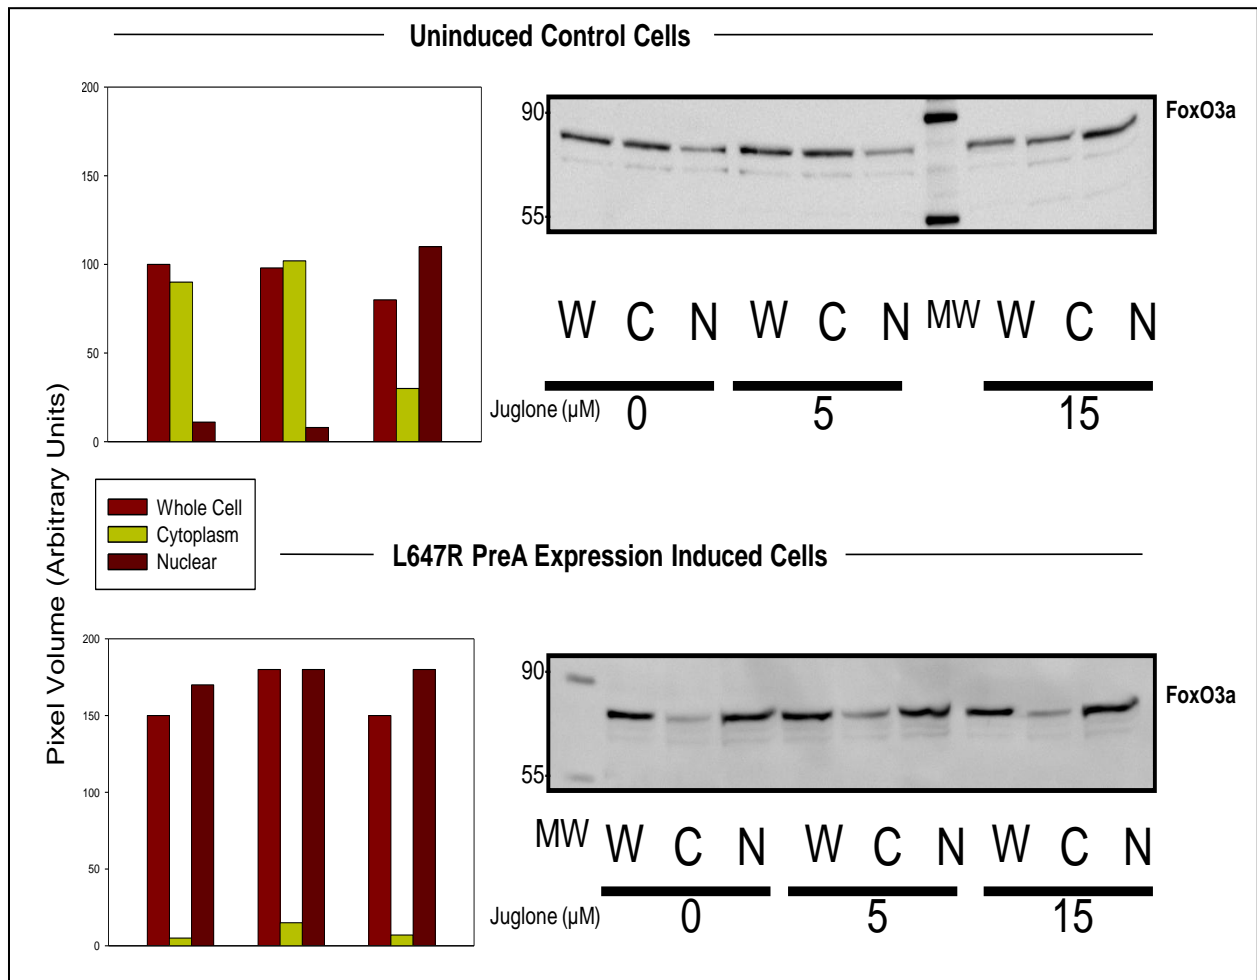 Uninduced Control Cells
200
150
100
50
0
90
55
FoxO3a
W C N W C N MW W C N
Juglone (µM) 0 5 15
Pixel Volume (Arbitrary Units)
Whole Cell
Cytoplasm
Nuclear
L647R PreA Expression Induced Cells
200
150
100
50
0
90
55
FoxO3a
MW W C N W C N W C N
Juglone (µM) 0 5 15